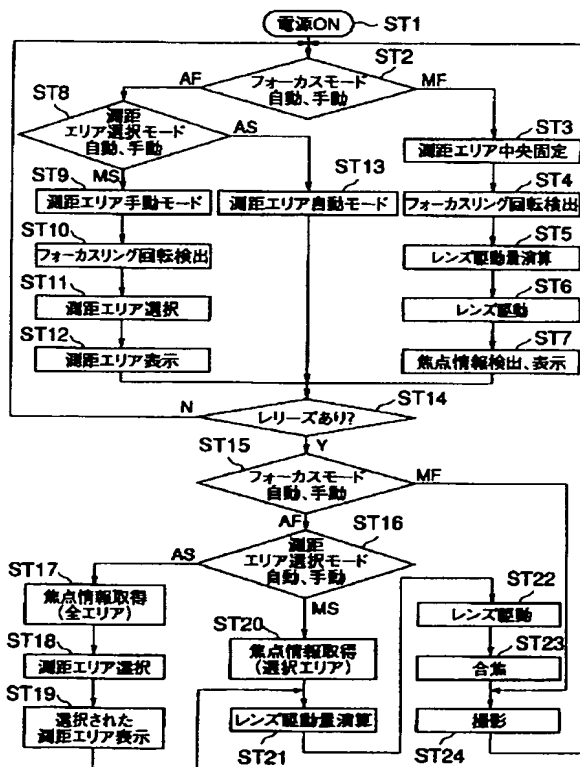 電源ON
ST1
ST2
フォーカスモード
自動、手動
AF
MF
ST8
測距
エリア選択モード
自動、手動
AS
MS
ST3
測距エリア中央固定
ST9
測距エリア手動モード
ST13
測距エリア自動モード
ST4
フォーカスリング回転検出
ST10
フォーカスリング回転検出
ST5
レンズ駆動量演算
ST11
測距エリア選択
ST6
レンズ駆動
ST12
測距エリア表示
ST7
焦点情報検出、表示
ST14
レリーズあり?
N
Y
ST15
フォーカスモード
自動、手動
MF
AF
ST16
測距
エリア選択モード
自動、手動
AS
MS
ST17
焦点情報取得
(全エリア)
ST18
測距エリア選択
ST19
選択された
測距エリア表示
ST20
焦点情報取得
(選択エリア)
レンズ駆動量演算
ST21
ST22
レンズ駆動
ST23
合焦
撮影
ST24